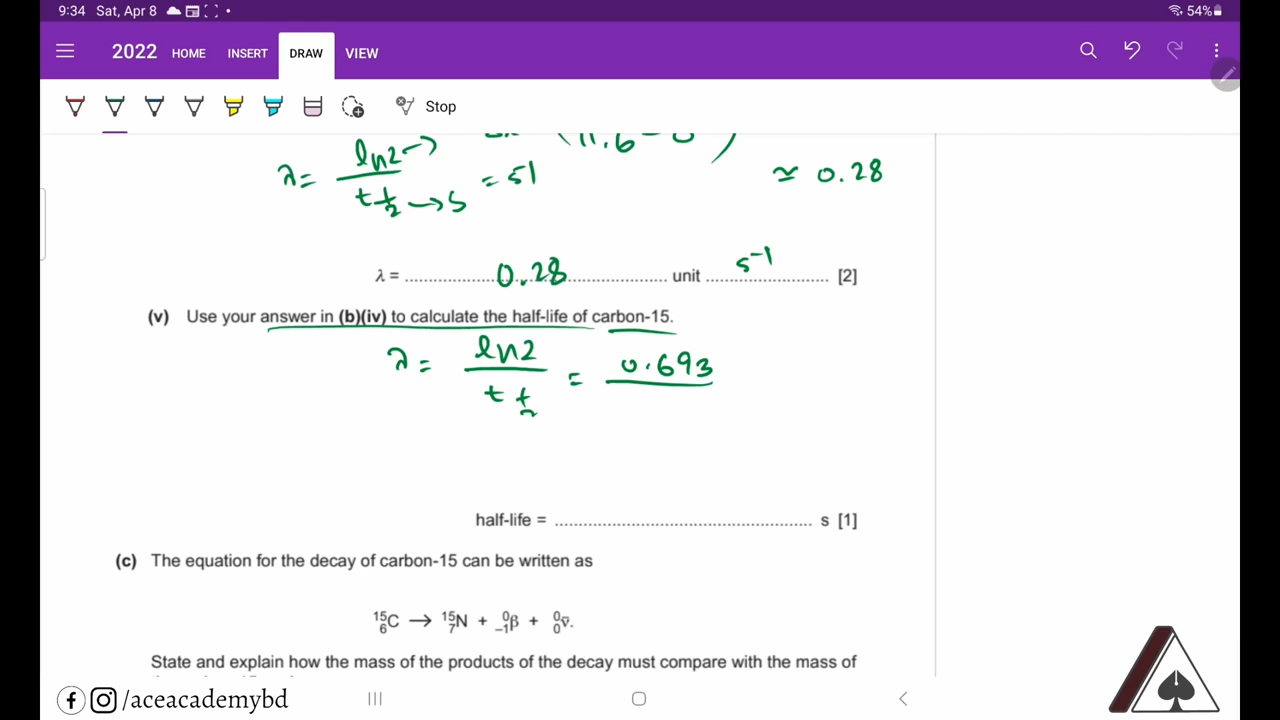 9:34 Sat, Apr 8
54%
2022 HOME INSERT DRAW VIEW
Stop
(11.6 - 0 )
λ = ln2 → / t½ → s = s⁻¹
≃ 0.28
λ = .......... 0.28 .......... unit .......... s⁻¹ .......... [2]
(v) Use your answer in (b)(iv) to calculate the half-life of carbon-15.
λ = ln2 / t½ = 0.693
half-life = .................................................... s [1]
(c) The equation for the decay of carbon-15 can be written as
¹⁵₆C → ¹⁵₇N + ⁰₋₁β + ⁰₀ν̅.
State and explain how the mass of the products of the decay must compare with the mass of
/aceacademybd